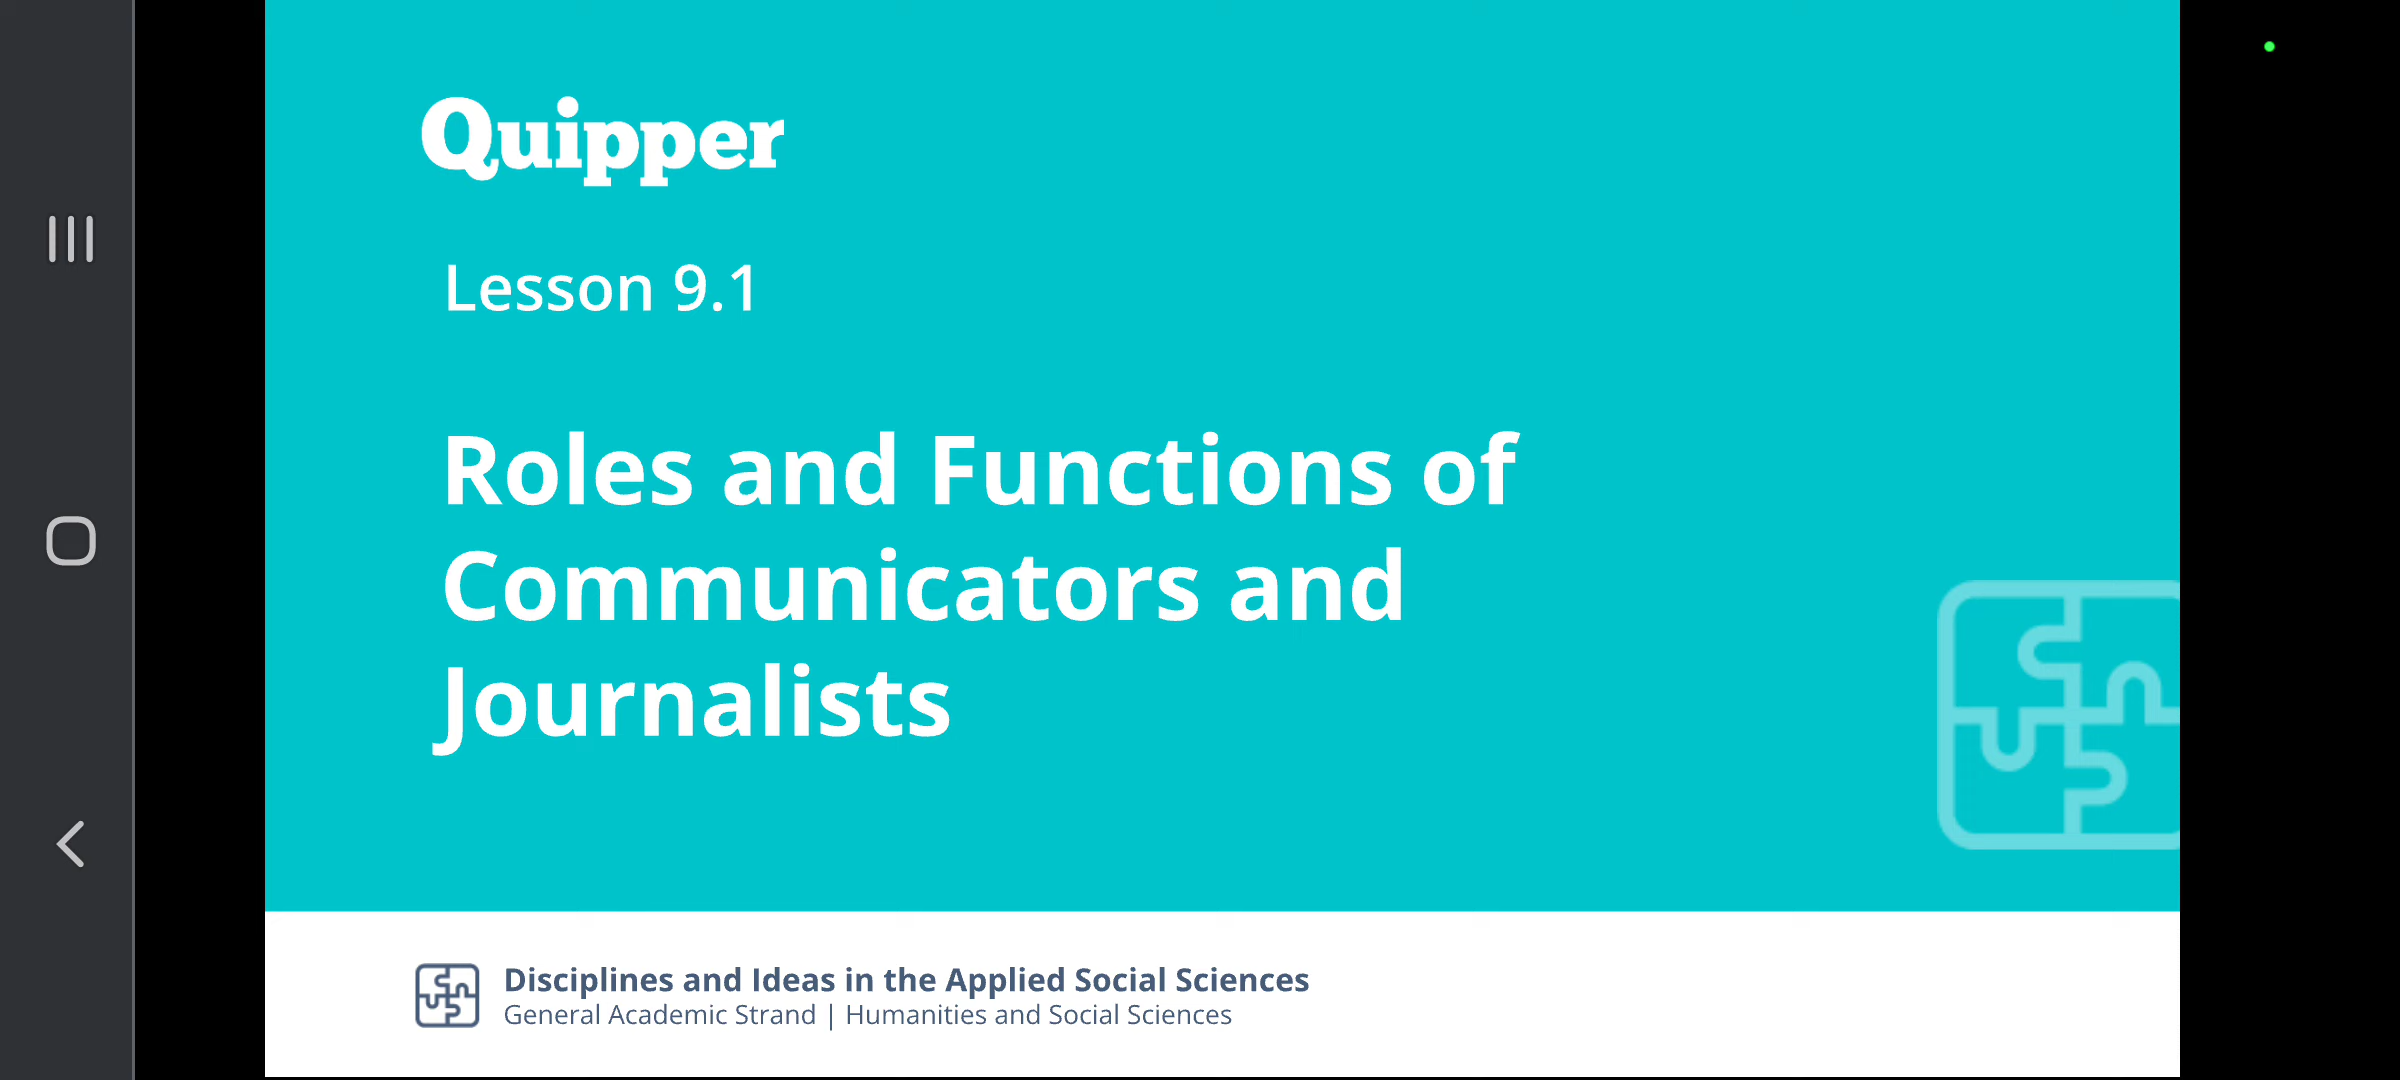 Quipper
Lesson 9.1
Roles and Functions of
Communicators and
Journalists
Disciplines and Ideas in the Applied Social Sciences
General Academic Strand | Humanities and Social Sciences